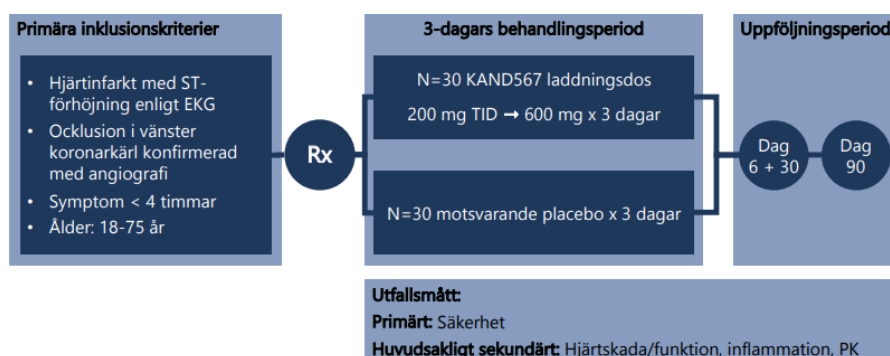 Primära inklusionskriterier
• Hjärtinfarkt med ST-
förhöjning enligt EKG
• Ocklusion i vänster
koronarkärl konfirmerad
med angiografi
• Symptom < 4 timmar
• Ålder: 18-75 år
Rx
3-dagars behandlingsperiod
N=30 KAND567 laddningsdos
200 mg TID → 600 mg x 3 dagar
N=30 motsvarande placebo x 3 dagar
Uppföljningsperiod
Dag
6 + 30
Dag
90
Utfallsmått:
Primärt: Säkerhet
Huvudsakligt sekundärt: Hjärtskada/funktion, inflammation, PK